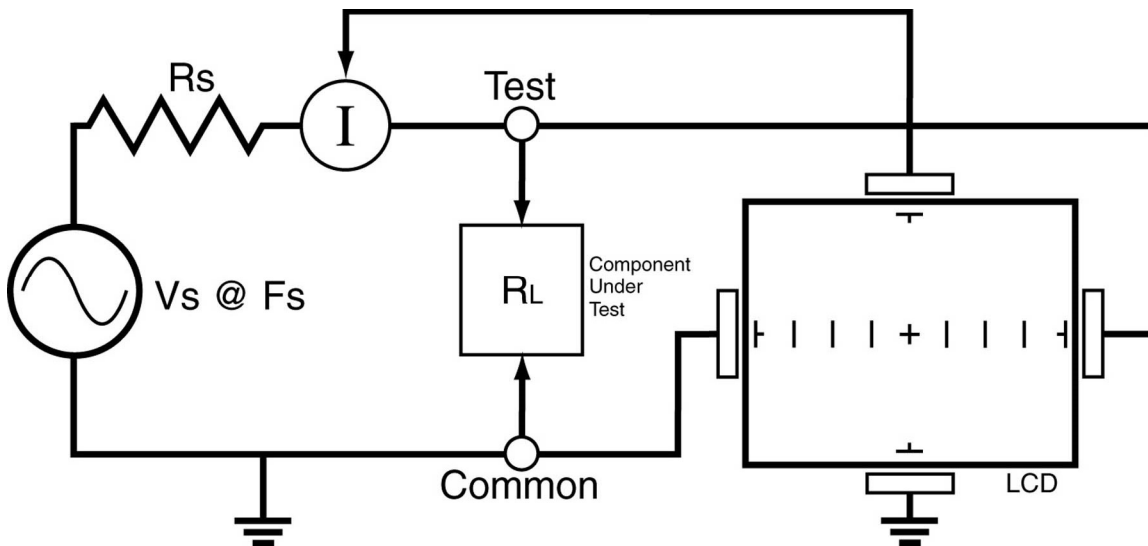 Rs
I
Test
Vs @ Fs
RL
Component
Under
Test
Common
LCD